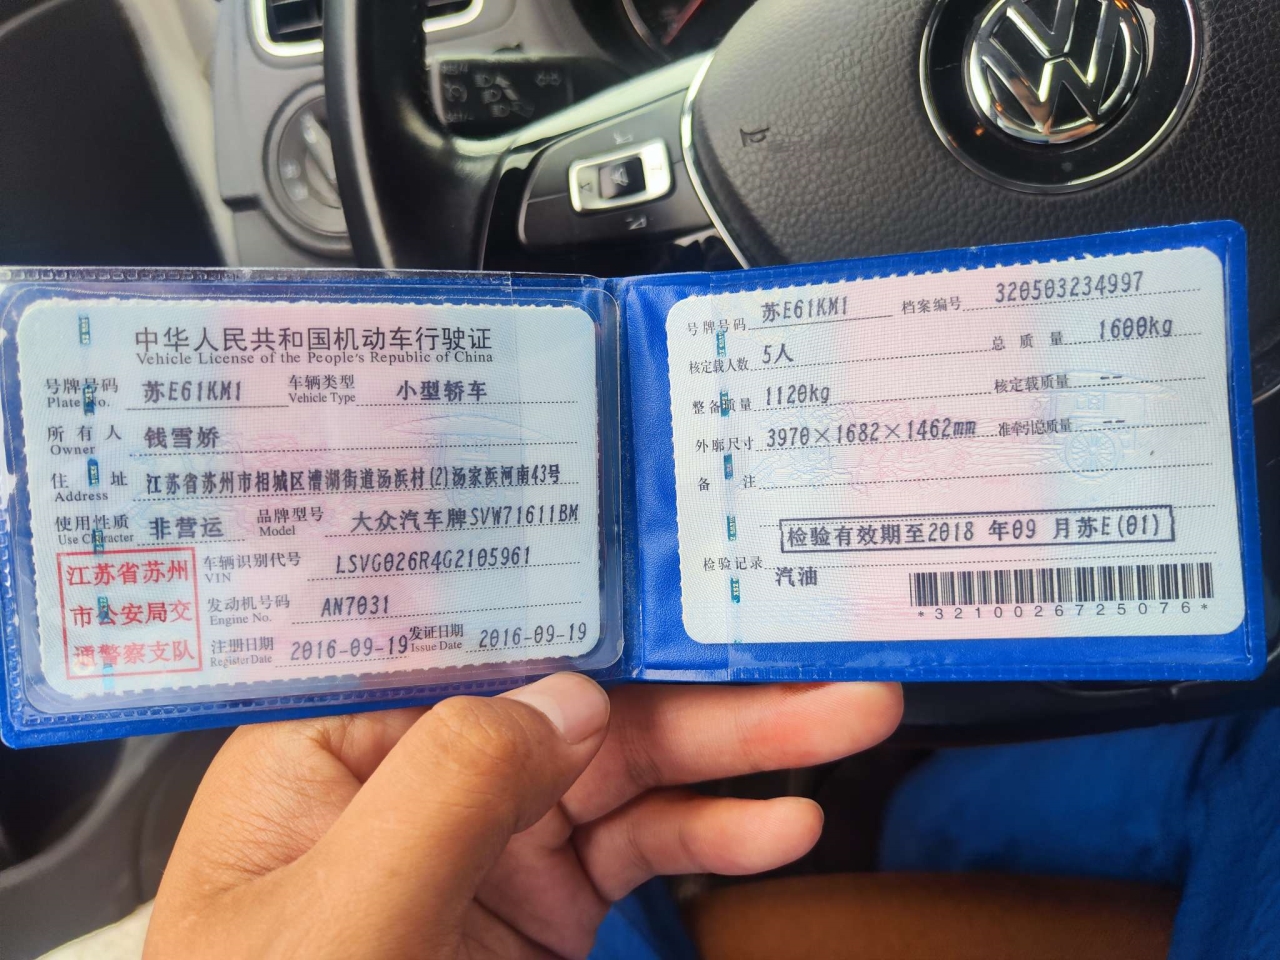 中华人民共和国机动车行驶证
Vehicle License of the People's Republic of China
号牌号码 苏E61KM1 车辆类型 小型轿车
Plate No. Vehicle Type
所有人 钱雪娇
Owner
住址 江苏省苏州市相城区漕湖街道汤浜村(2)汤家浜河南43号
Address
使用性质 非营运 品牌型号 大众汽车牌SVW71611BM
Use Character Model
江苏省苏州
市公安局交
通警察支队
车辆识别代号 LSVG026R4G2105961
VIN
发动机号码 AN7031
Engine No.
注册日期 2016-09-19 发证日期 2016-09-19
Register Date Issue Date
号牌号码 苏E61KM1 档案编号 320503234997
核定载人数 5人 总质量 1600kg
整备质量 1120kg 核定载质量 --
外廓尺寸 3970×1682×1462mm 准牵引总质量 --
备注
检验有效期至2018 年09 月苏E(01)
检验记录
汽油
*3210026725076*